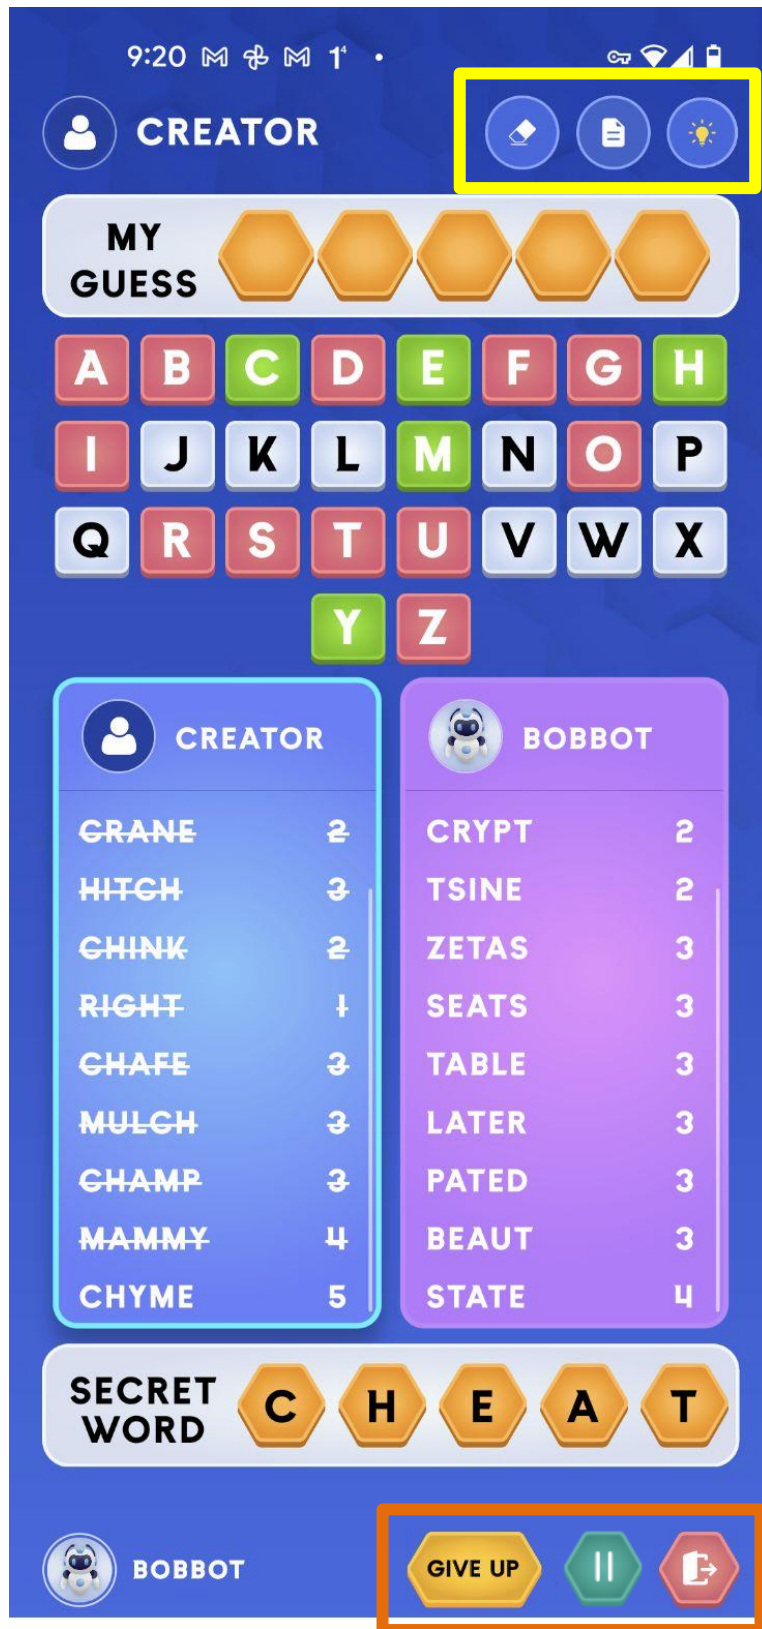 9:20 1⁴ •
CREATOR
MY
GUESS
A B C D E F G H
I J K L M N O P
Q R S T U V W X
Y Z
CREATOR BOBBOT
CRANE 2 CRYPT 2
HITCH 3 TSINE 2
CHINK 2 ZETAS 3
RIGHT 1 SEATS 3
CHAFE 3 TABLE 3
MULCH 3 LATER 3
CHAMP 3 PATED 3
MAMMY 4 BEAUT 3
CHYME 5 STATE 4
SECRET
WORD C H E A T
BOBBOT GIVE UP